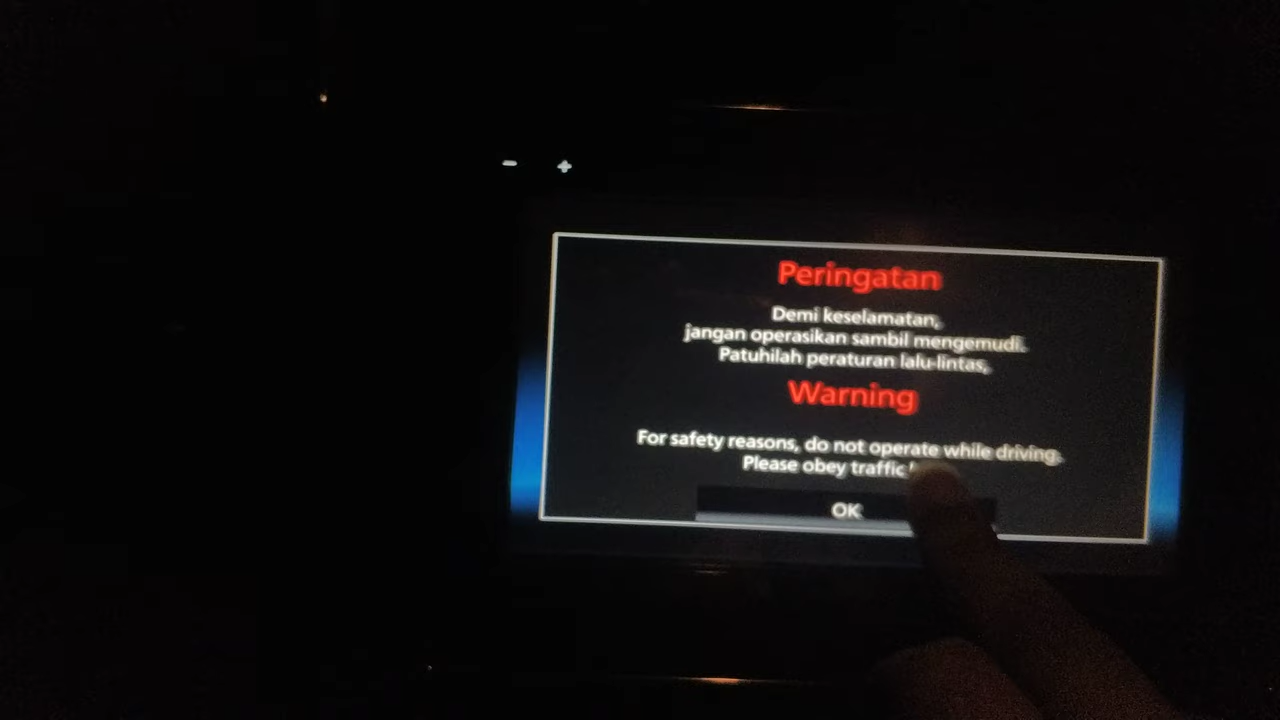 - +
Peringatan
Demi keselamatan,
jangan operasikan sambil mengemudi.
Patuhilah peraturan lalu-lintas,
Warning
For safety reasons, do not operate while driving.
Please obey traffic
OK